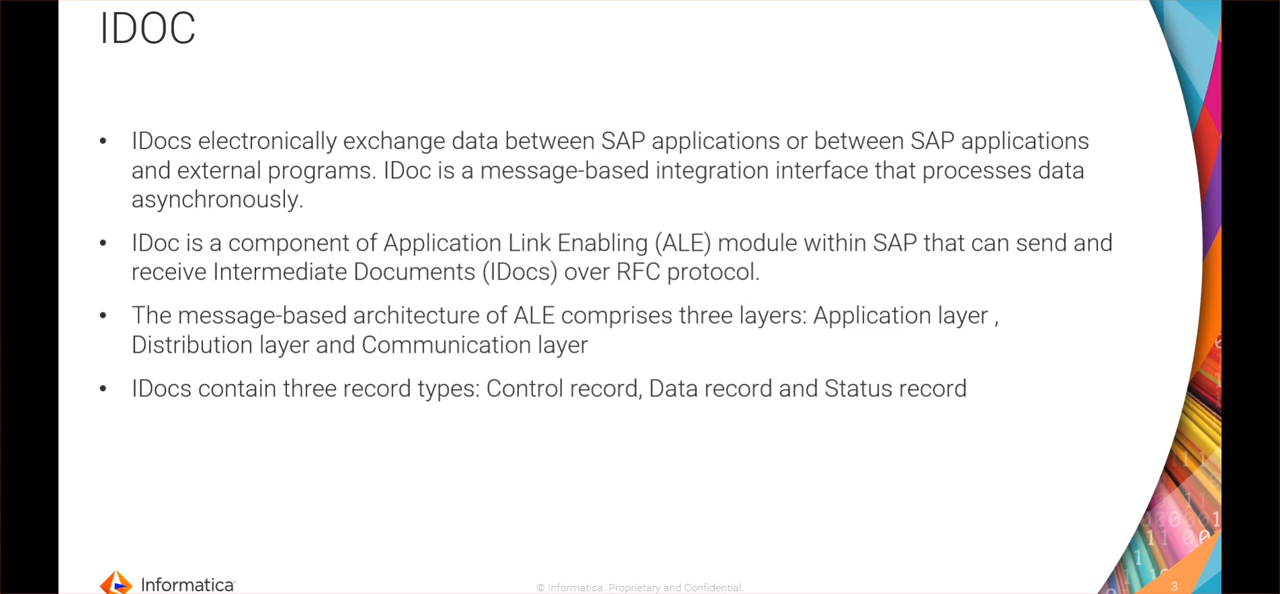 IDOC
• IDocs electronically exchange data between SAP applications or between SAP applications
and external programs. IDoc is a message-based integration interface that processes data
asynchronously.
• IDoc is a component of Application Link Enabling (ALE) module within SAP that can send and
receive Intermediate Documents (IDocs) over RFC protocol.
• The message-based architecture of ALE comprises three layers: Application layer ,
Distribution layer and Communication layer
• IDocs contain three record types: Control record, Data record and Status record
Informatica
© Informatica. Proprietary and Confidential.
3